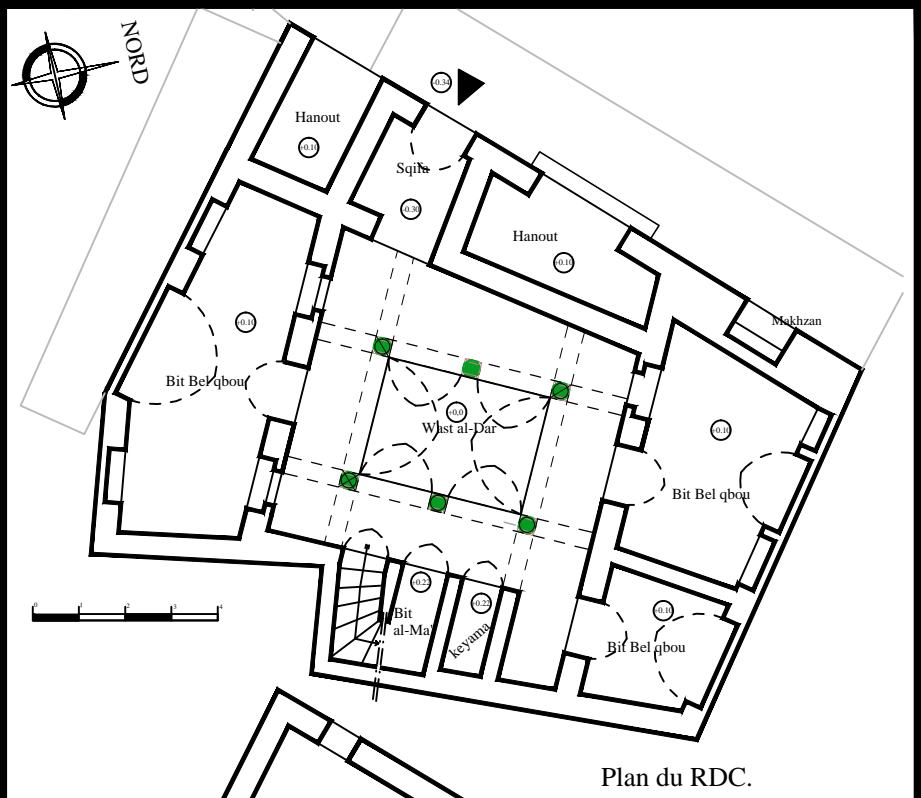 NORD
-0.34
Hanout
+0.10
Sqifa
-0.30
Hanout
+0.10
Makhzan
+0.10
Bit Bel qbou
+0,0
Wast al-Dar
+0.10
Bit Bel qbou
0 1 2 3 4
+0.22
Bit
al-Ma'
+0.22
keyama
+0.10
Bit Bel qbou
Plan du RDC.